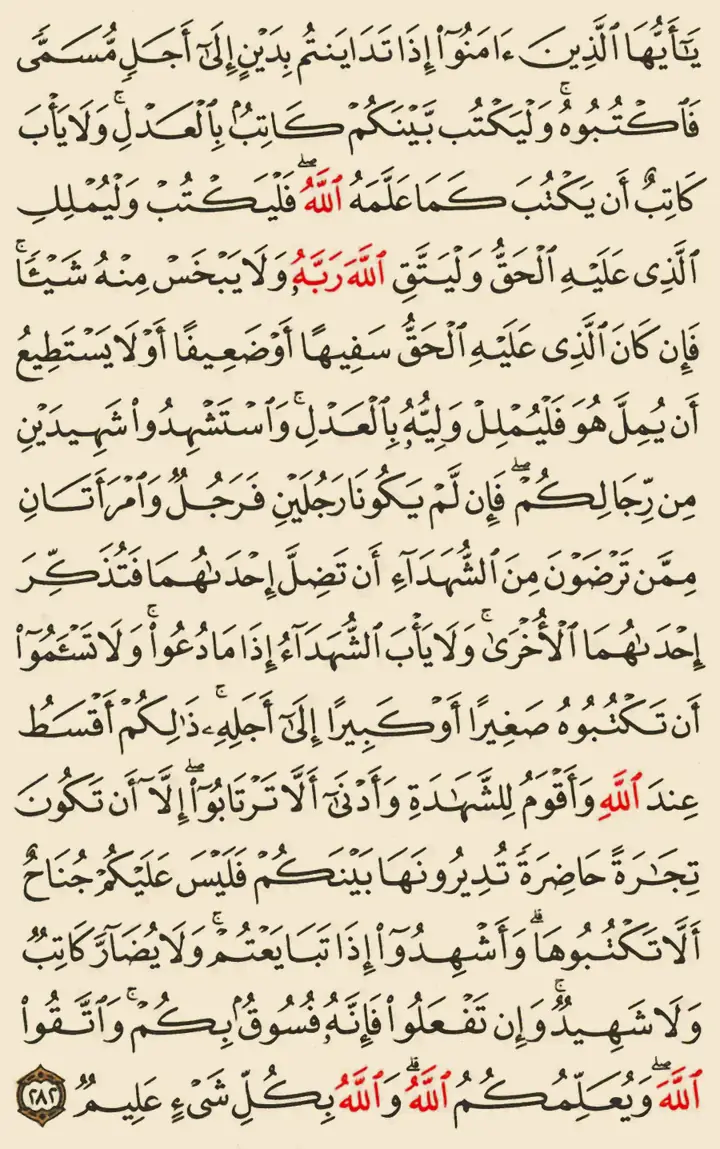 يَٰٓأَيُّهَا ٱلَّذِينَ ءَامَنُوٓا۟ إِذَا تَدَايَنتُم بِدَيْنٍ إِلَىٰٓ أَجَلٍ مُّسَمًّى
فَٱكْتُبُوهُ ۚ وَلْيَكْتُب بَّيْنَكُمْ كَاتِبٌۢ بِٱلْعَدْلِ ۚ وَلَا يَأْبَ
كَاتِبٌ أَن يَكْتُبَ كَمَا عَلَّمَهُ ٱللَّهُ ۖ فَلْيَكْتُبْ وَلْيُمْلِلِ
ٱلَّذِى عَلَيْهِ ٱلْحَقُّ وَلْيَتَّقِ ٱللَّهَ رَبَّهُۥ وَلَا يَبْخَسْ مِنْهُ شَيْـًٔا ۚ
فَإِن كَانَ ٱلَّذِى عَلَيْهِ ٱلْحَقُّ سَفِيهًا أَوْ ضَعِيفًا أَوْ لَا يَسْتَطِيعُ
أَن يُمِلَّ هُوَ فَلْيُمْلِلْ وَلِيُّهُۥ بِٱلْعَدْلِ ۚ وَٱسْتَشْهِدُوا۟ شَهِيدَيْنِ
مِن رِّجَالِكُمْ ۖ فَإِن لَّمْ يَكُونَا رَجُلَيْنِ فَرَجُلٌ وَٱمْرَأَتَانِ
مِمَّن تَرْضَوْنَ مِنَ ٱلشُّهَدَآءِ أَن تَضِلَّ إِحْدَىٰهُمَا فَتُذَكِّرَ
إِحْدَىٰهُمَا ٱلْأُخْرَىٰ ۚ وَلَا يَأْبَ ٱلشُّهَدَآءُ إِذَا مَا دُعُوا۟ ۚ وَلَا تَسْـَٔمُوٓا۟
أَن تَكْتُبُوهُ صَغِيرًا أَوْ كَبِيرًا إِلَىٰٓ أَجَلِهِۦ ۚ ذَٰلِكُمْ أَقْسَطُ
عِندَ ٱللَّهِ وَأَقْوَمُ لِلشَّهَٰدَةِ وَأَدْنَىٰٓ أَلَّا تَرْتَابُوٓا۟ ۖ إِلَّآ أَن تَكُونَ
تِجَٰرَةً حَاضِرَةً تُدِيرُونَهَا بَيْنَكُمْ فَلَيْسَ عَلَيْكُمْ جُنَاحٌ
أَلَّا تَكْتُبُوهَا ۗ وَأَشْهِدُوٓا۟ إِذَا تَبَايَعْتُمْ ۚ وَلَا يُضَآرَّ كَاتِبٌ
وَلَا شَهِيدٌ ۚ وَإِن تَفْعَلُوا۟ فَإِنَّهُۥ فُسُوقٌۢ بِكُمْ ۗ وَٱتَّقُوا۟
ٱللَّهَ ۖ وَيُعَلِّمُكُمُ ٱللَّهُ ۗ وَٱللَّهُ بِكُلِّ شَىْءٍ عَلِيمٌ ٢٨٢